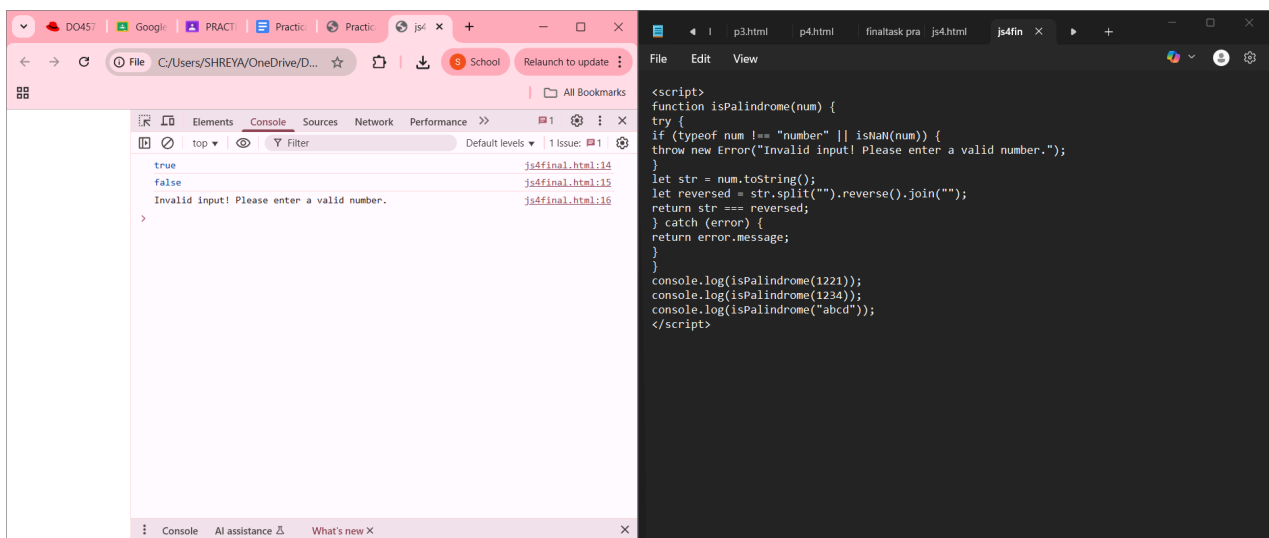 DO457
Google
PRACTI
Practic
Practic
js4
File C:/Users/SHREYA/OneDrive/D...
S School
Relaunch to update
All Bookmarks
Elements Console Sources Network Performance 1
top Filter Default levels 1 Issue: 1
true js4final.html:14
false js4final.html:15
Invalid input! Please enter a valid number. js4final.html:16
Console AI assistance What's new
p3.html p4.html finaltask pra js4.html js4fin
File Edit View
<script>
function isPalindrome(num) {
try {
if (typeof num !== "number" || isNaN(num)) {
throw new Error("Invalid input! Please enter a valid number.");
}
let str = num.toString();
let reversed = str.split("").reverse().join("");
return str === reversed;
} catch (error) {
return error.message;
}
}
console.log(isPalindrome(1221));
console.log(isPalindrome(1234));
console.log(isPalindrome("abcd"));
</script>